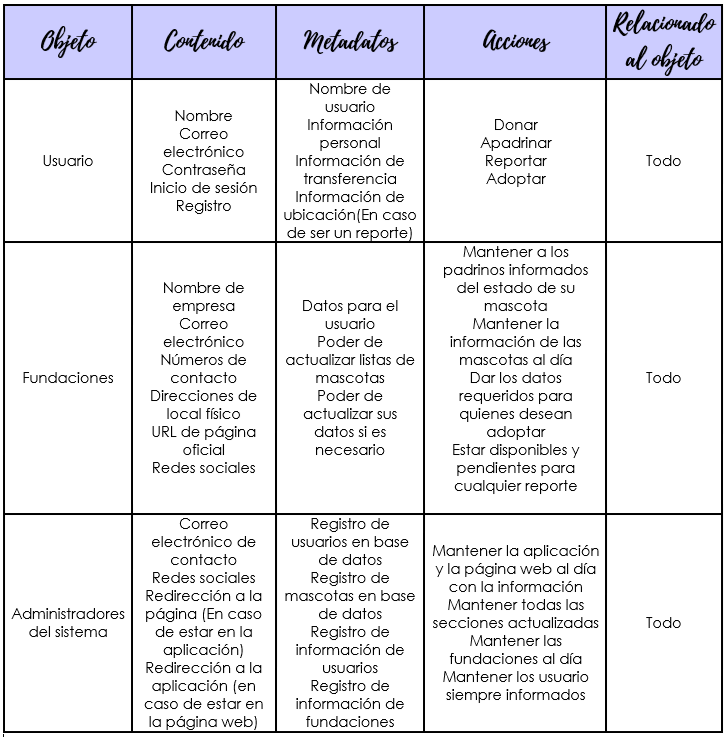 Objeto
Contenido
Metadatos
Acciones
Relacionado
al objeto
Usuario
Nombre
Correo
electrónico
Contraseña
Inicio de sesión
Registro
Nombre de
usuario
Información
personal
Información de
transferencia
Información de
ubicación(En caso
de ser un reporte)
Donar
Apadrinar
Reportar
Adoptar
Todo
Fundaciones
Nombre de
empresa
Correo
electrónico
Números de
contacto
Direcciones de
local físico
URL de página
oficial
Redes sociales
Datos para el
usuario
Poder de
actualizar listas de
mascotas
Poder de
actualizar sus
datos si es
necesario
Mantener a los
padrinos informados
del estado de su
mascota
Mantener la
información de las
mascotas al día
Dar los datos
requeridos para
quienes desean
adoptar
Estar disponibles y
pendientes para
cualquier reporte
Todo
Administradores
del sistema
Correo
electrónico de
contacto
Redes sociales
Redirección a la
página (En caso
de estar en la
aplicación)
Redirección a la
aplicación (en
caso de estar en
la página web)
Registro de
usuarios en base
de datos
Registro de
mascotas en base
de datos
Registro de
información de
usuarios
Registro de
información de
fundaciones
Mantener la aplicación
y la página web al día
con la información
Mantener todas las
secciones actualizadas
Mantener las
fundaciones al día
Mantener los usuario
siempre informados
Todo